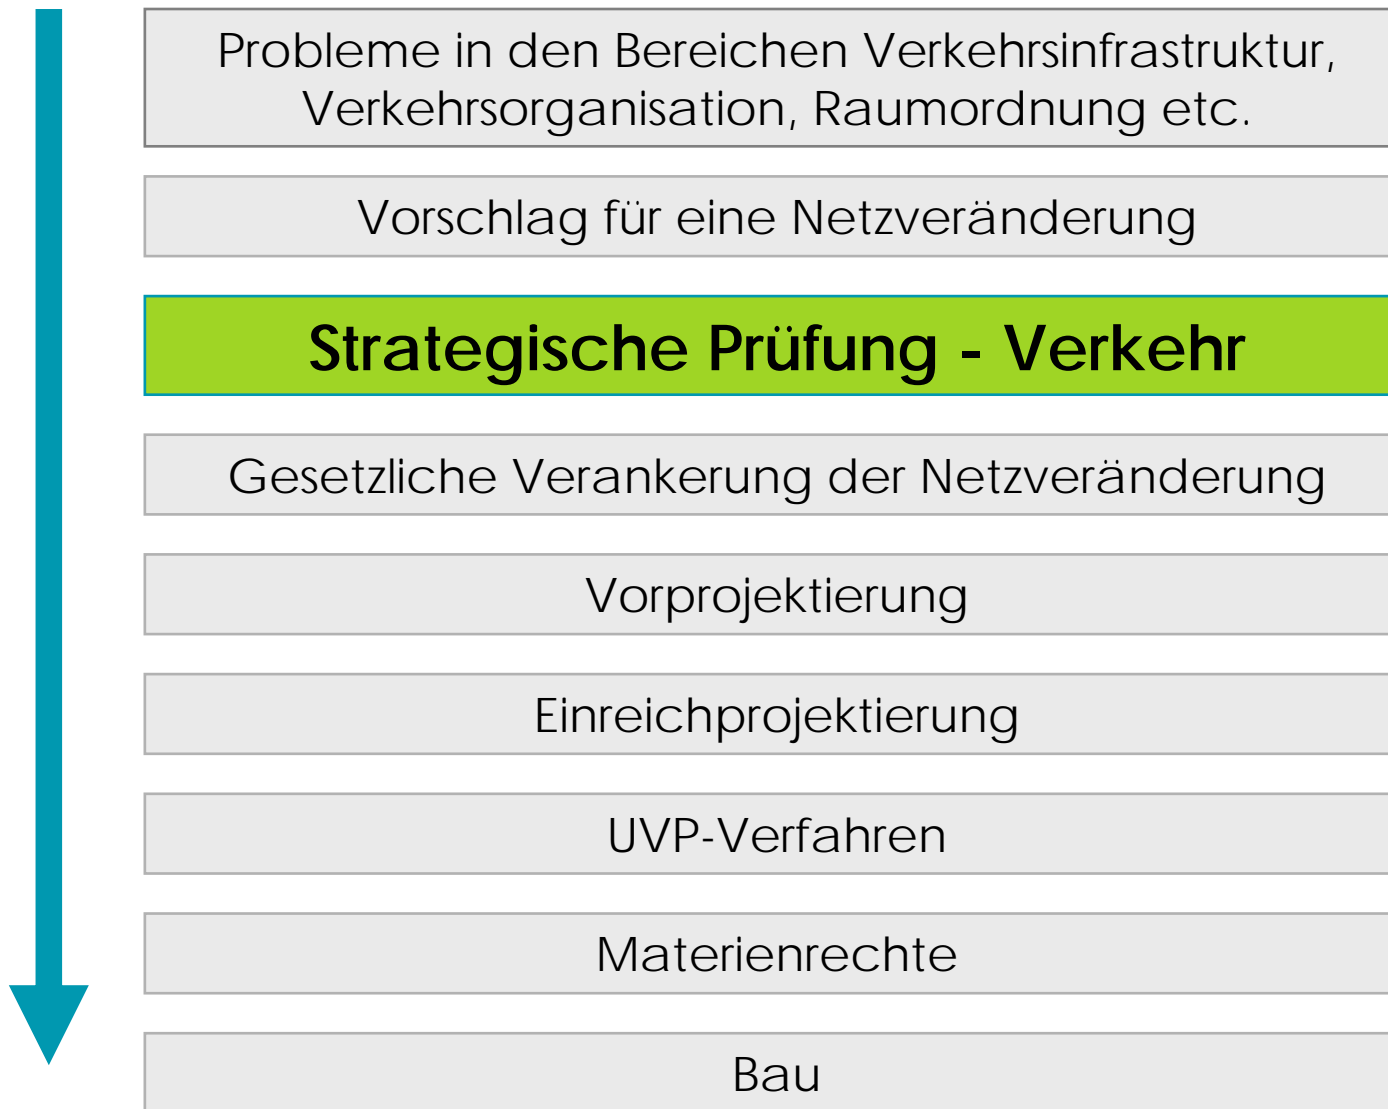 Probleme in den Bereichen Verkehrsinfrastruktur,
Verkehrsorganisation, Raumordnung etc.
Vorschlag für eine Netzveränderung
Strategische Prüfung - Verkehr
Gesetzliche Verankerung der Netzveränderung
Vorprojektierung
Einreichprojektierung
UVP-Verfahren
Materienrechte
Bau